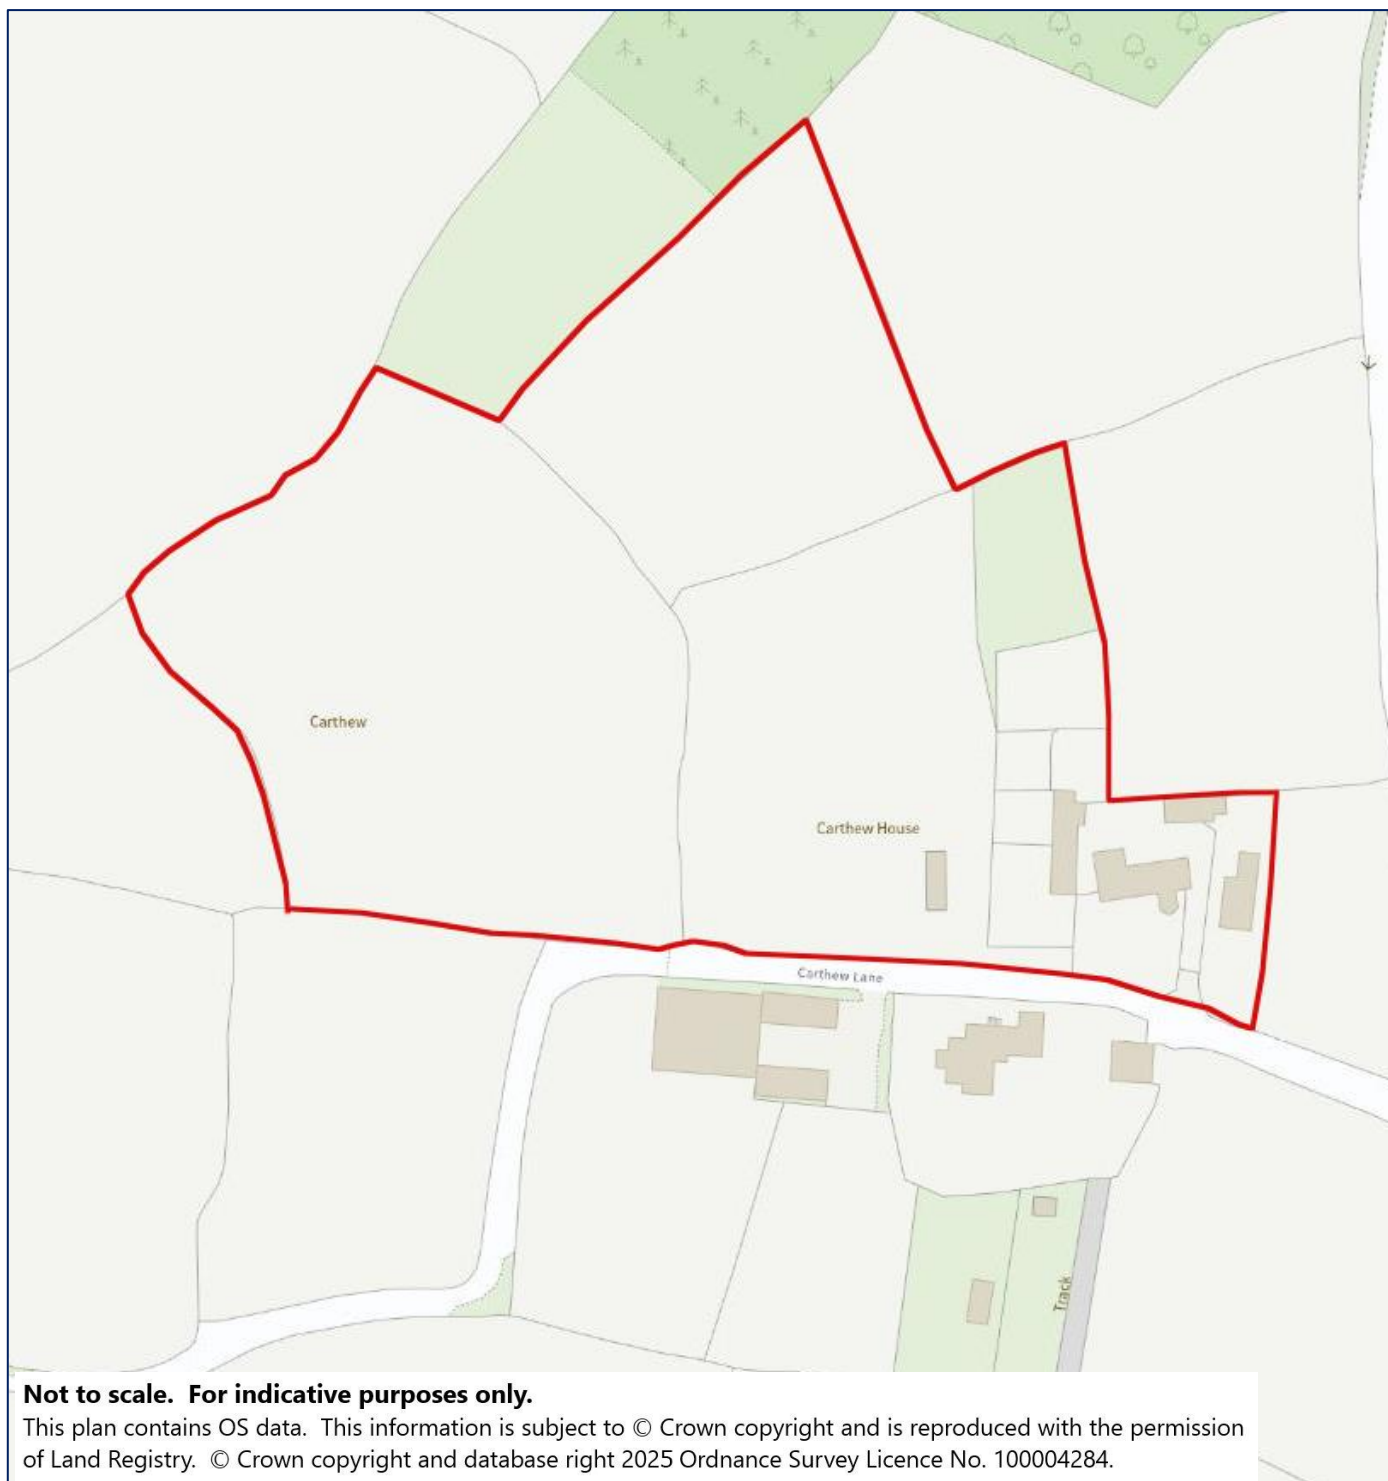 Carthew
Carthew House
Carthew Lane
Track
Not to scale.  For indicative purposes only.
This plan contains OS data.  This information is subject to © Crown copyright and is reproduced with the permission
of Land Registry.  © Crown copyright and database right 2025 Ordnance Survey Licence No. 100004284.